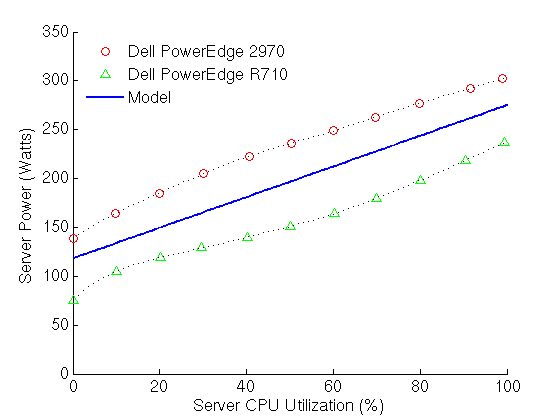 350
300
250
200
150
100
50
0
Server Power (Watts)
Dell PowerEdge 2970
Dell PowerEdge R710
Model
0 20 40 60 80 100
Server CPU Utilization (%)